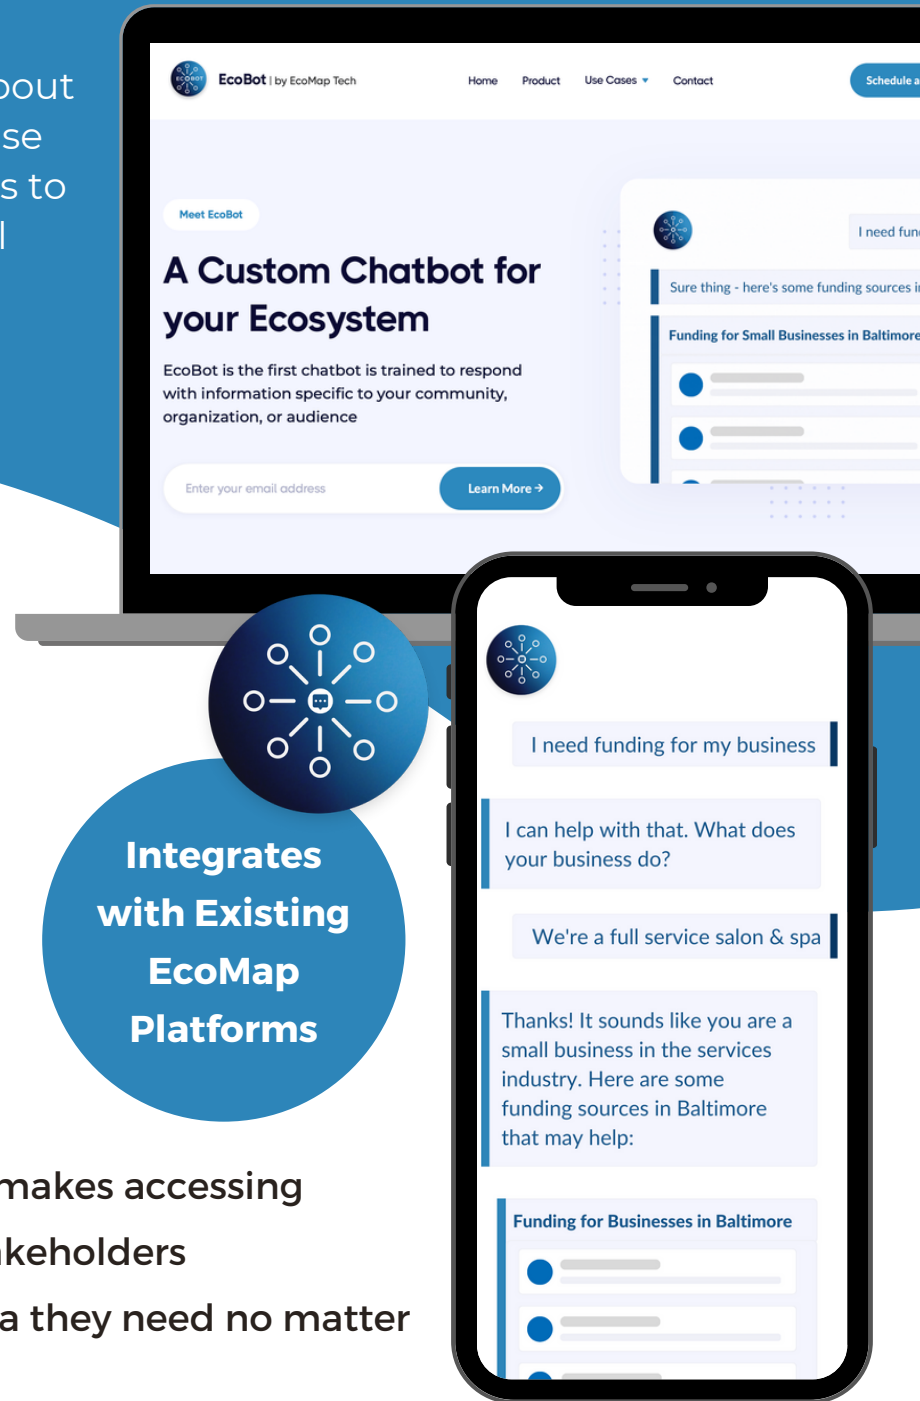 bout
se
s to
l
ECOBOT
EcoBot | by EcoMap Tech
Home Product Use Cases Contact
Schedule a
Meet EcoBot
A Custom Chatbot for
your Ecosystem
EcoBot is the first chatbot is trained to respond
with information specific to your community,
organization, or audience
Enter your email address
Learn More →
I need fun
Sure thing - here's some funding sources i
Funding for Small Businesses in Baltimore
Integrates
with Existing
EcoMap
Platforms
I need funding for my business
I can help with that. What does
your business do?
We're a full service salon & spa
Thanks! It sounds like you are a
small business in the services
industry. Here are some
funding sources in Baltimore
that may help:
Funding for Businesses in Baltimore
makes accessing
keholders
a they need no matter